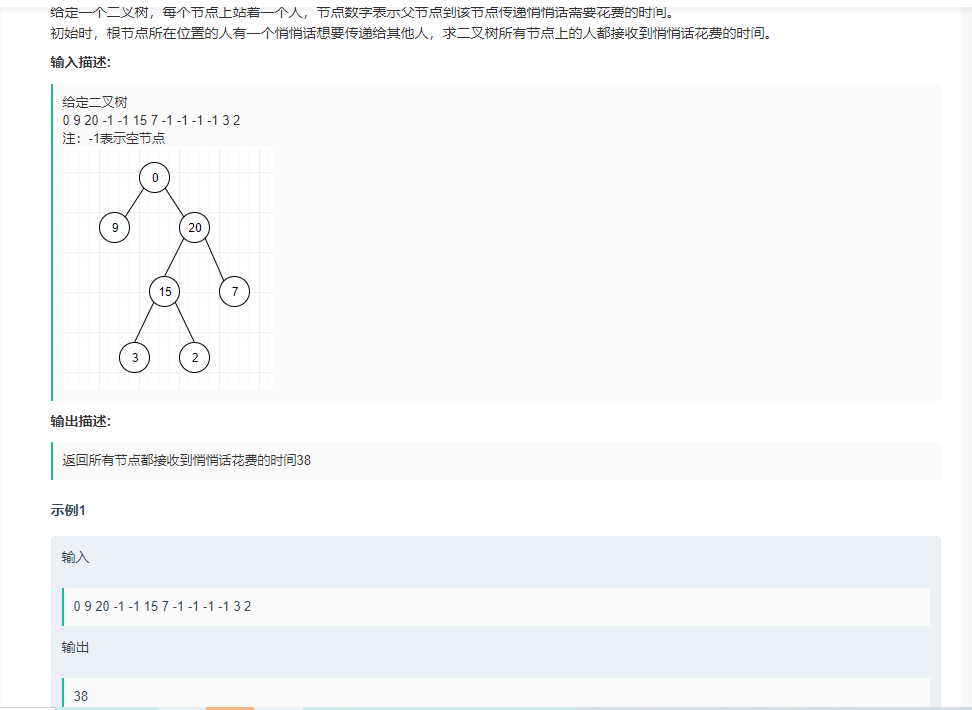 给定一个二叉树，每个节点上站着一个人，节点数字表示父节点到该节点传递悄悄话需要花费的时间。
初始时，根节点所在位置的人有一个悄悄话想要传递给其他人，求二叉树所有节点上的人都接收到悄悄话花费的时间。
输入描述:
给定二叉树
0 9 20 -1 -1 15 7 -1 -1 -1 -1 3 2
注：-1表示空节点
0
9
20
15
7
3
2
输出描述:
返回所有节点都接收到悄悄话花费的时间38
示例1
输入
0 9 20 -1 -1 15 7 -1 -1 -1 -1 3 2
输出
38